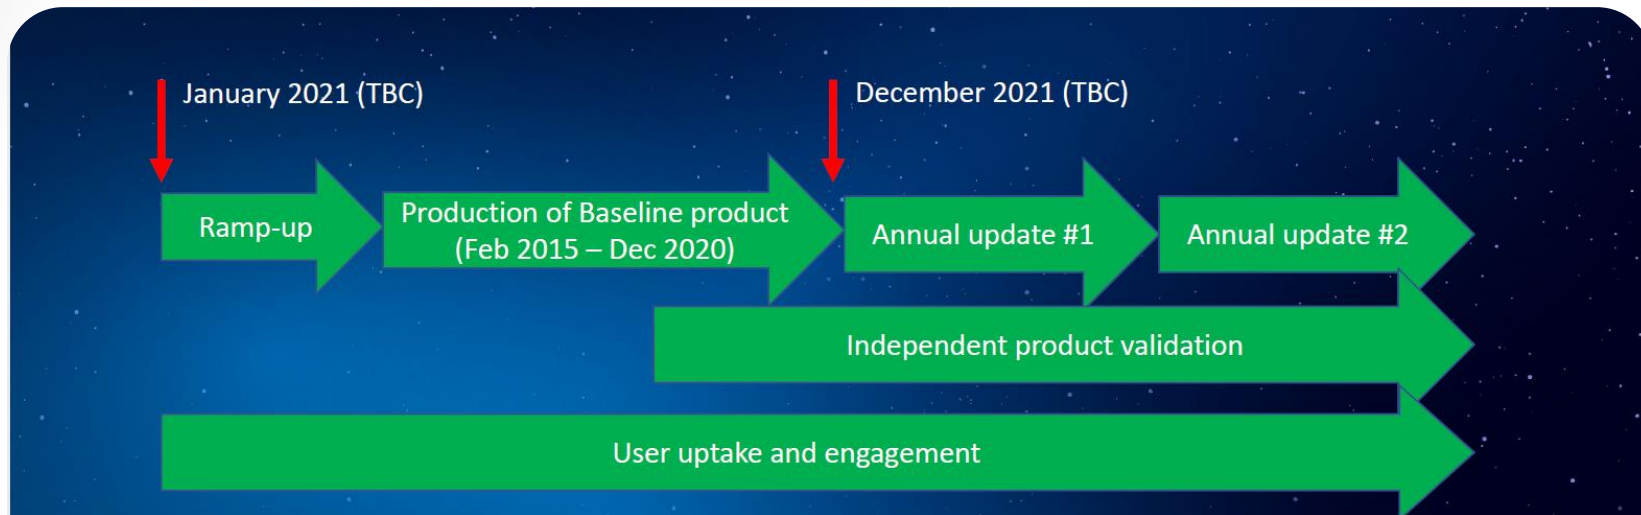 January 2021 (TBC)
December 2021 (TBC)
Ramp-up
Production of Baseline product
(Feb 2015 – Dec 2020)
Annual update #1
Annual update #2
Independent product validation
User uptake and engagement